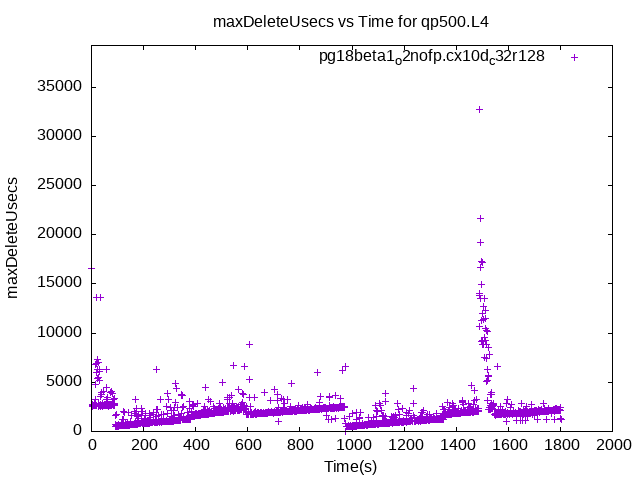 maxDeleteUsecs vs Time for qp500.L4
pg18beta1o2nofp.cx10dc32r128
35000
30000
25000
20000
15000
10000
5000
0
maxDeleteUsecs
0 200 400 600 800 1000 1200 1400 1600 1800 2000
Time(s)